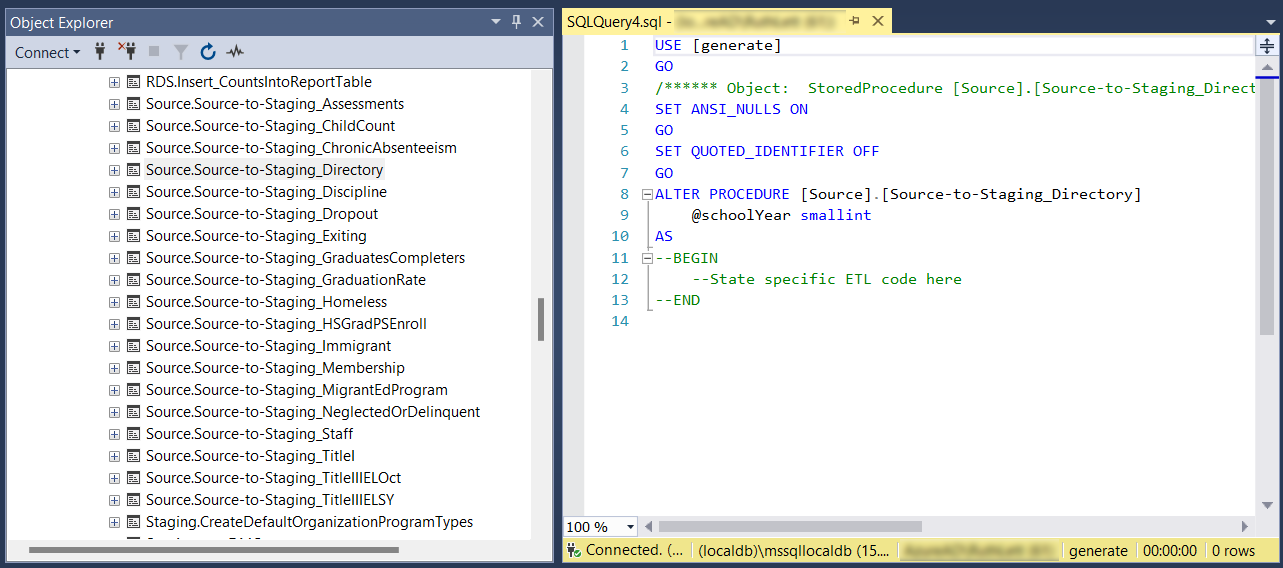 Object Explorer
Connect
RDS.Insert_CountsIntoReportTable
Source.Source-to-Staging_Assessments
Source.Source-to-Staging_ChildCount
Source.Source-to-Staging_ChronicAbsenteeism
Source.Source-to-Staging_Directory
Source.Source-to-Staging_Discipline
Source.Source-to-Staging_Dropout
Source.Source-to-Staging_Exiting
Source.Source-to-Staging_GraduatesCompleters
Source.Source-to-Staging_GraduationRate
Source.Source-to-Staging_Homeless
Source.Source-to-Staging_HSGradPSEnroll
Source.Source-to-Staging_Immigrant
Source.Source-to-Staging_Membership
Source.Source-to-Staging_MigrantEdProgram
Source.Source-to-Staging_NeglectedOrDelinquent
Source.Source-to-Staging_Staff
Source.Source-to-Staging_TitleI
Source.Source-to-Staging_TitleIIIELOct
Source.Source-to-Staging_TitleIIIELSY
Staging.CreateDefaultOrganizationProgramTypes
SQLQuery4.sql -
1 USE [generate]
2 GO
3 /****** Object:  StoredProcedure [Source].[Source-to-Staging_Direct
4 SET ANSI_NULLS ON
5 GO
6 SET QUOTED_IDENTIFIER OFF
7 GO
8 ALTER PROCEDURE [Source].[Source-to-Staging_Directory]
9 @schoolYear smallint
10 AS
11 --BEGIN
12 --State specific ETL code here
13 --END
14
100 %
Connected. (... (localdb)\mssqllocaldb (15.... generate 00:00:00 0 rows